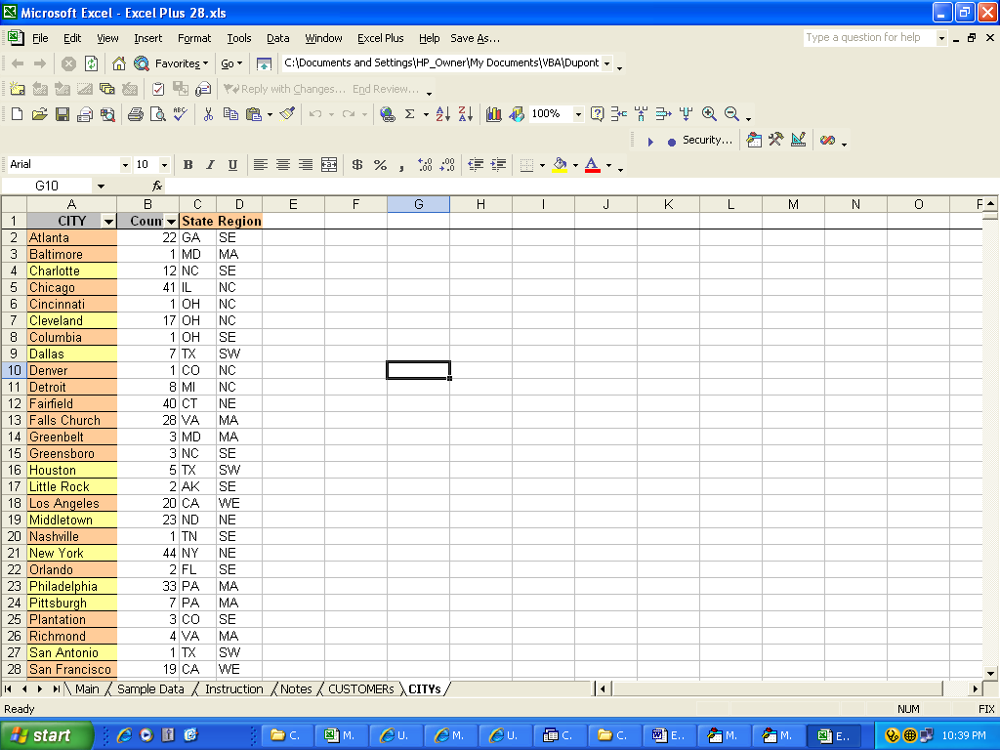 Microsoft Excel - Excel Plus 28.xls
File Edit View Insert Format Tools Data Window Excel Plus Help Save As... Type a question for help
Favorites Go C:\Documents and Settings\HP_Owner\My Documents\VBA\Dupont
Reply with Changes... End Review...
100%
Security...
Arial 10 B I U $ % ,
G10 fx
A B C D E F G H I J K L M N O P
1 CITY Coun State Region
2 Atlanta 22 GA SE
3 Baltimore 1 MD MA
4 Charlotte 12 NC SE
5 Chicago 41 IL NC
6 Cincinnati 1 OH NC
7 Cleveland 17 OH NC
8 Columbia 1 OH SE
9 Dallas 7 TX SW
10 Denver 1 CO NC
11 Detroit 8 MI NC
12 Fairfield 40 CT NE
13 Falls Church 28 VA MA
14 Greenbelt 3 MD MA
15 Greensboro 3 NC SE
16 Houston 5 TX SW
17 Little Rock 2 AK SE
18 Los Angeles 20 CA WE
19 Middletown 23 ND NE
20 Nashville 1 TN SE
21 New York 44 NY NE
22 Orlando 2 FL SE
23 Philadelphia 33 PA MA
24 Pittsburgh 7 PA MA
25 Plantation 3 CO SE
26 Richmond 4 VA MA
27 San Antonio 1 TX SW
28 San Francisco 19 CA WE
Main Sample Data Instruction Notes CUSTOMERs CITYs
Ready NUM FIX
start C. M. U. M. U. C. C. E.. M. M. E.. 10:39 PM